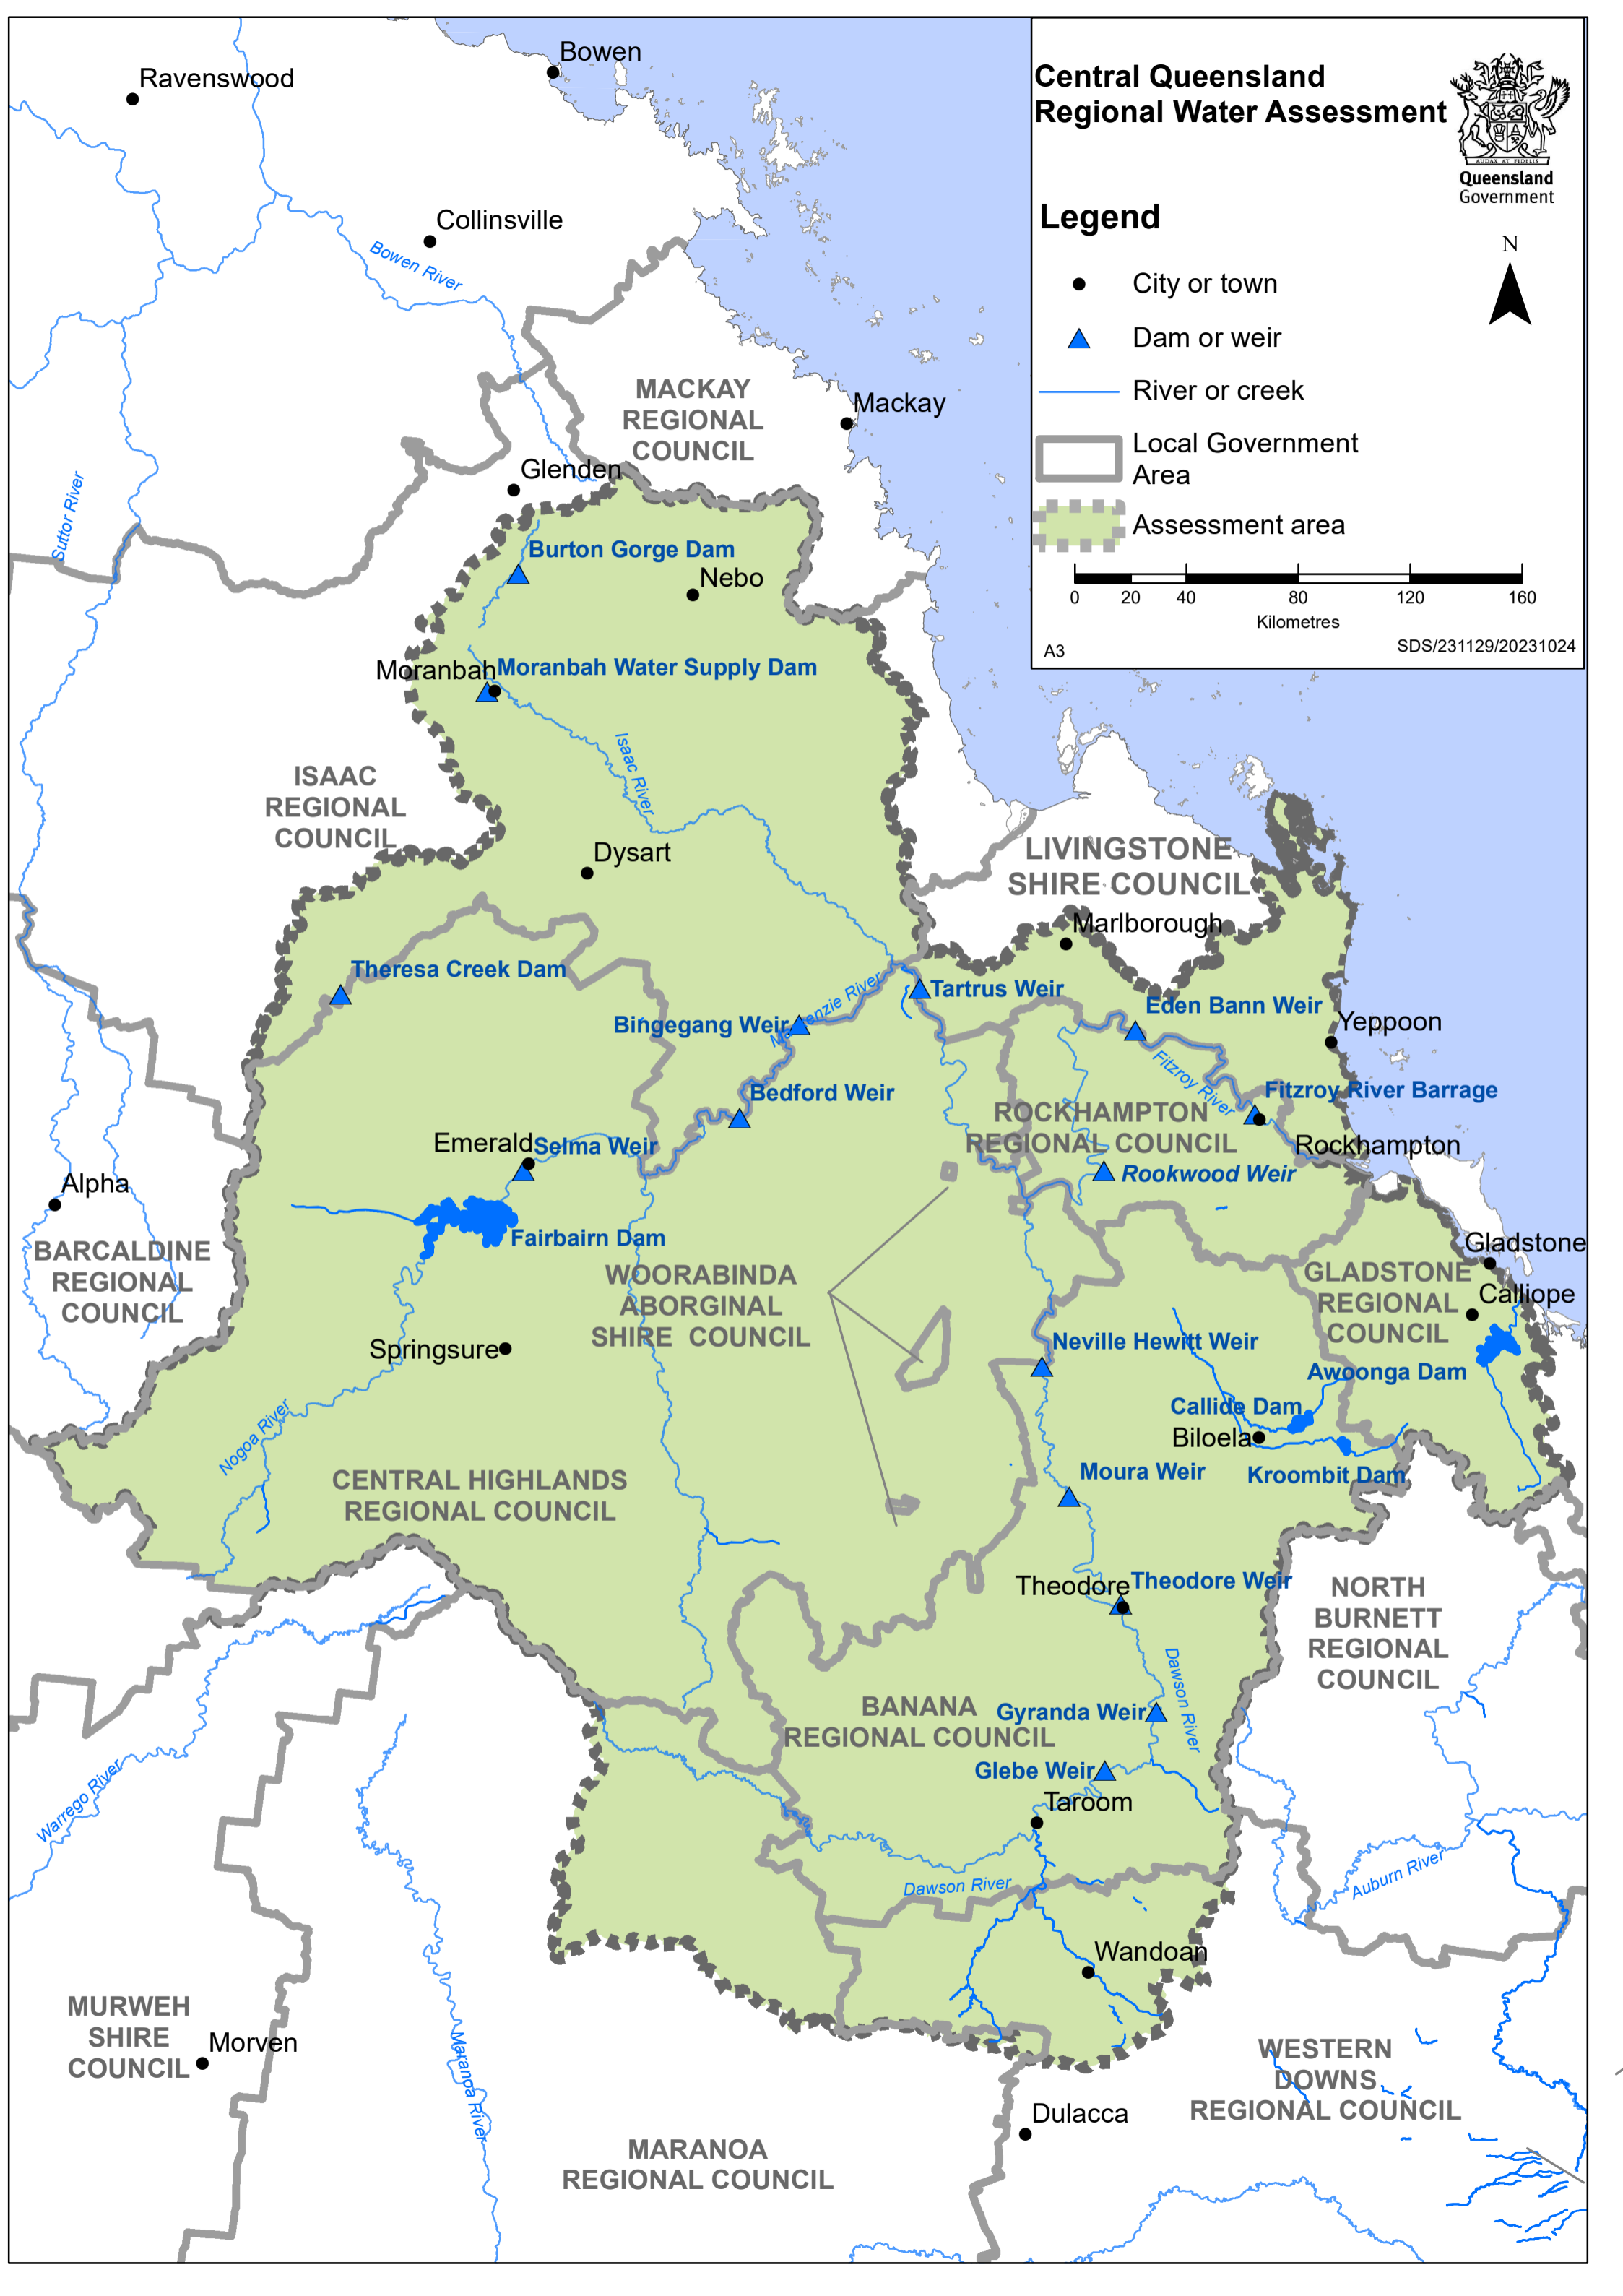 Central Queensland
Regional Water Assessment
AUDAX AT FIDELIS
Queensland
Government
Legend
N
City or town
Dam or weir
River or creek
Local Government
Area
Assessment area
0 20 40 80 120 160
Kilometres
A3
SDS/231129/20231024
Bowen
Ravenswood
Collinsville
Bowen River
MACKAY
REGIONAL
COUNCIL
Mackay
Glenden
Suttor River
Burton Gorge Dam
Nebo
Moranbah
Moranbah Water Supply Dam
Isaac River
ISAAC
REGIONAL
COUNCIL
Dysart
LIVINGSTONE
SHIRE COUNCIL
Marlborough
Theresa Creek Dam
Tartrus Weir
Eden Bann Weir
Yeppoon
Bingegang Weir
Mackenzie River
Fitzroy River
Bedford Weir
Fitzroy River Barrage
ROCKHAMPTON
REGIONAL COUNCIL
Rockhampton
Emerald
Selma Weir
Rookwood Weir
Alpha
Fairbairn Dam
Gladstone
BARCALDINE
REGIONAL
COUNCIL
WOORABINDA
ABORGINAL
SHIRE COUNCIL
GLADSTONE
REGIONAL
COUNCIL
Calliope
Springsure
Neville Hewitt Weir
Awoonga Dam
Callide Dam
Biloela
Nogoa River
Moura Weir
Kroombit Dam
CENTRAL HIGHLANDS
REGIONAL COUNCIL
Theodore
Theodore Weir
NORTH
BURNETT
REGIONAL
COUNCIL
Dawson River
BANANA
REGIONAL COUNCIL
Gyranda Weir
Glebe Weir
Taroom
Warrego River
Dawson River
Auburn River
Wandoan
MURWEH
SHIRE
COUNCIL
Morven
Maranoa River
WESTERN
DOWNS
REGIONAL COUNCIL
Dulacca
MARANOA
REGIONAL COUNCIL